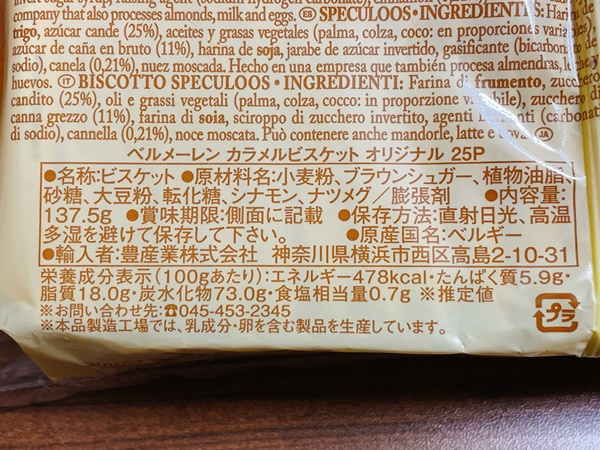 invert sugar syrup, raising agent (sodium hydrogen carbonate), cinnamon
company that also processes almonds, milk and eggs. ES SPECULOOS • INGREDIENTES: Harina de
trigo, azúcar cande (25%), aceites y grasas vegetales (palma, colza, coco: en proporciones variables),
azúcar de caña en bruto (11%), harina de soja, jarabe de azúcar invertido, gasificante (bicarbonato de
sodio), canela (0,21%), nuez moscada. Hecho en una empresa que también procesa almendras, leche y
huevos. IT BISCOTTO SPECULOOS • INGREDIENTI: Farina di frumento, zucchero
candito (25%), oli e grassi vegetali (palma, colza, cocco: in proporzione variabile), zucchero di
canna grezzo (11%), farina di soia, sciroppo di zucchero invertito, agenti lievitanti (carbonato
di sodio), cannella (0,21%), noce moscata. Può contenere anche mandorle, latte e uova. JA
ベルメーレン カラメルビスケット オリジナル 25P
●名称:ビスケット ●原材料名:小麦粉、ブラウンシュガー、植物油脂、
砂糖、大豆粉、転化糖、シナモン、ナツメグ/膨張剤 ●内容量:
137.5g ●賞味期限:側面に記載 ●保存方法:直射日光、高温
多湿を避けて保存して下さい。 ●原産国名:ベルギー
●輸入者:豊産業株式会社 神奈川県横浜市西区高島2-10-31
栄養成分表示(100gあたり):エネルギー478kcal・たんぱく質5.9g・
脂質18.0g・炭水化物73.0g・食塩相当量0.7g ※推定値
※お問い合わせ先:☎045-453-2345
※本品製造工場では、乳成分・卵を含む製品を生産しています。
プラ